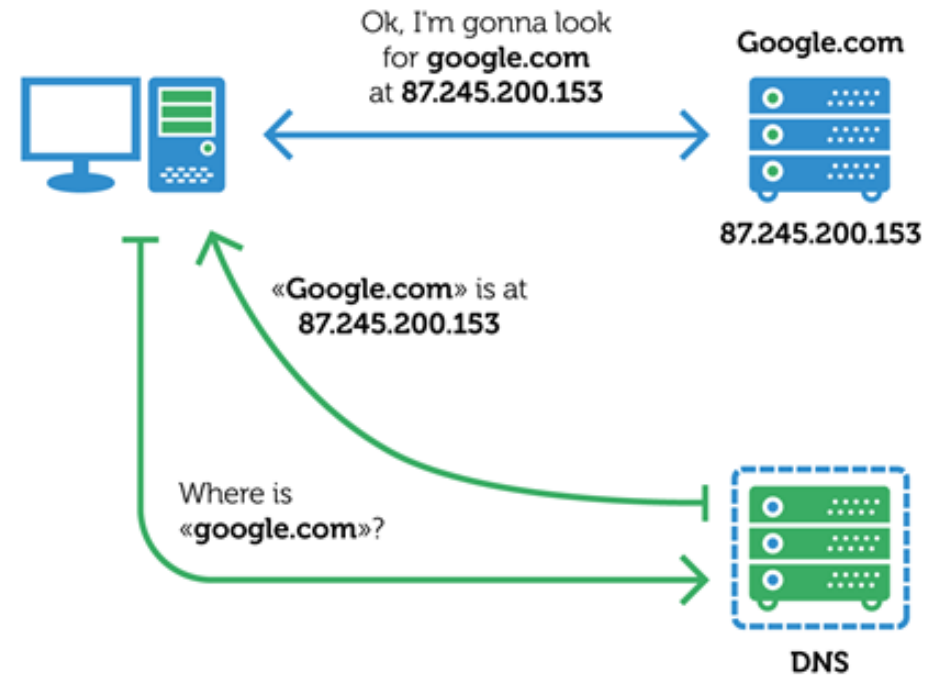 Ok, I'm gonna look
for google.com
at 87.245.200.153
Google.com
87.245.200.153
«Google.com» is at
87.245.200.153
Where is
«google.com»?
DNS